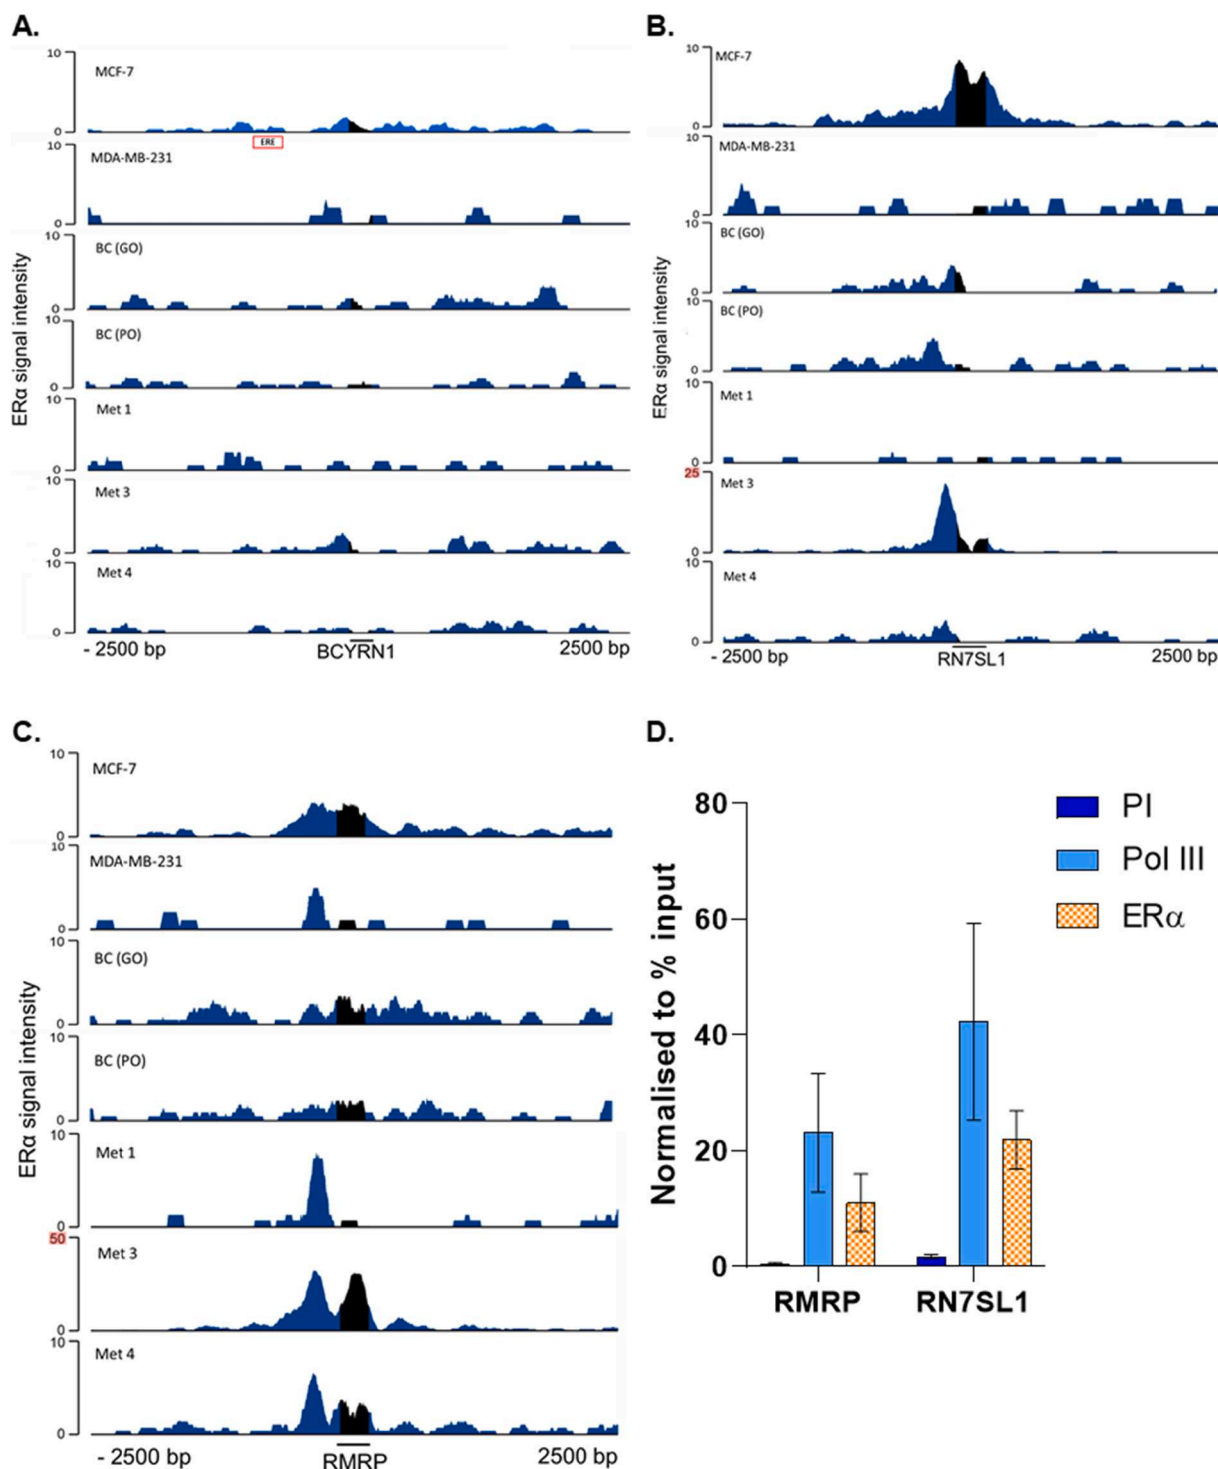 A.
ERα signal intensity
10
MCF-7
0
ERE
10
MDA-MB-231
0
10
BC (GO)
0
10
BC (PO)
0
10
Met 1
0
10
Met 3
0
10
Met 4
0
- 2500 bp BCYRN1 2500 bp
B.
ERα signal intensity
10
MCF-7
0
10
MDA-MB-231
0
10
BC (GO)
0
10
BC (PO)
0
10
Met 1
0
25
Met 3
0
10
Met 4
0
- 2500 bp RN7SL1 2500 bp
C.
ERα signal intensity
10
MCF-7
0
10
MDA-MB-231
0
10
BC (GO)
0
10
BC (PO)
0
10
Met 1
0
50
Met 3
0
10
Met 4
0
- 2500 bp RMRP 2500 bp
D.
Normalised to % input
80
60
40
20
0
RMRP RN7SL1
PI
Pol III
ERα